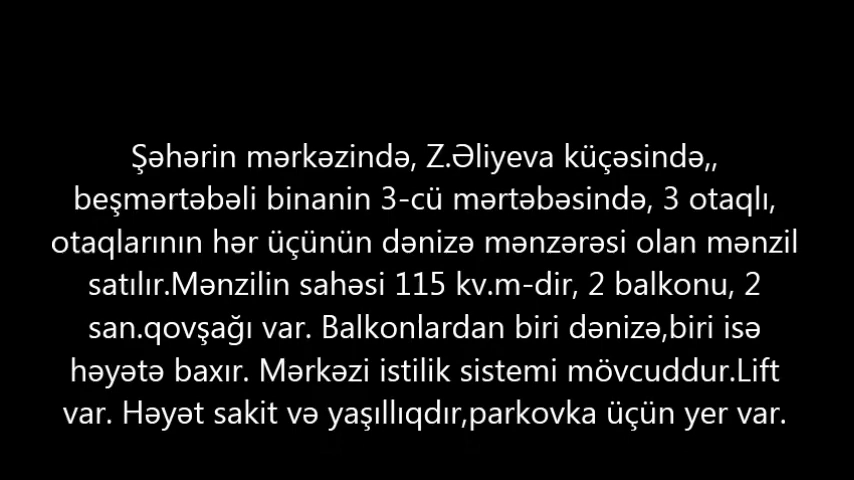 Şəhərin mərkəzində, Z.Əliyeva küçəsində,,
beşmərtəbəli binanin 3-cü mərtəbəsində, 3 otaqlı,
otaqlarının hər üçünün dənizə mənzərəsi olan mənzil
satılır.Mənzilin sahəsi 115 kv.m-dir, 2 balkonu, 2
san.qovşağı var. Balkonlardan biri dənizə,biri isə
həyətə baxır. Mərkəzi istilik sistemi mövcuddur.Lift
var. Həyət sakit və yaşıllıqdır,parkovka üçün yer var.